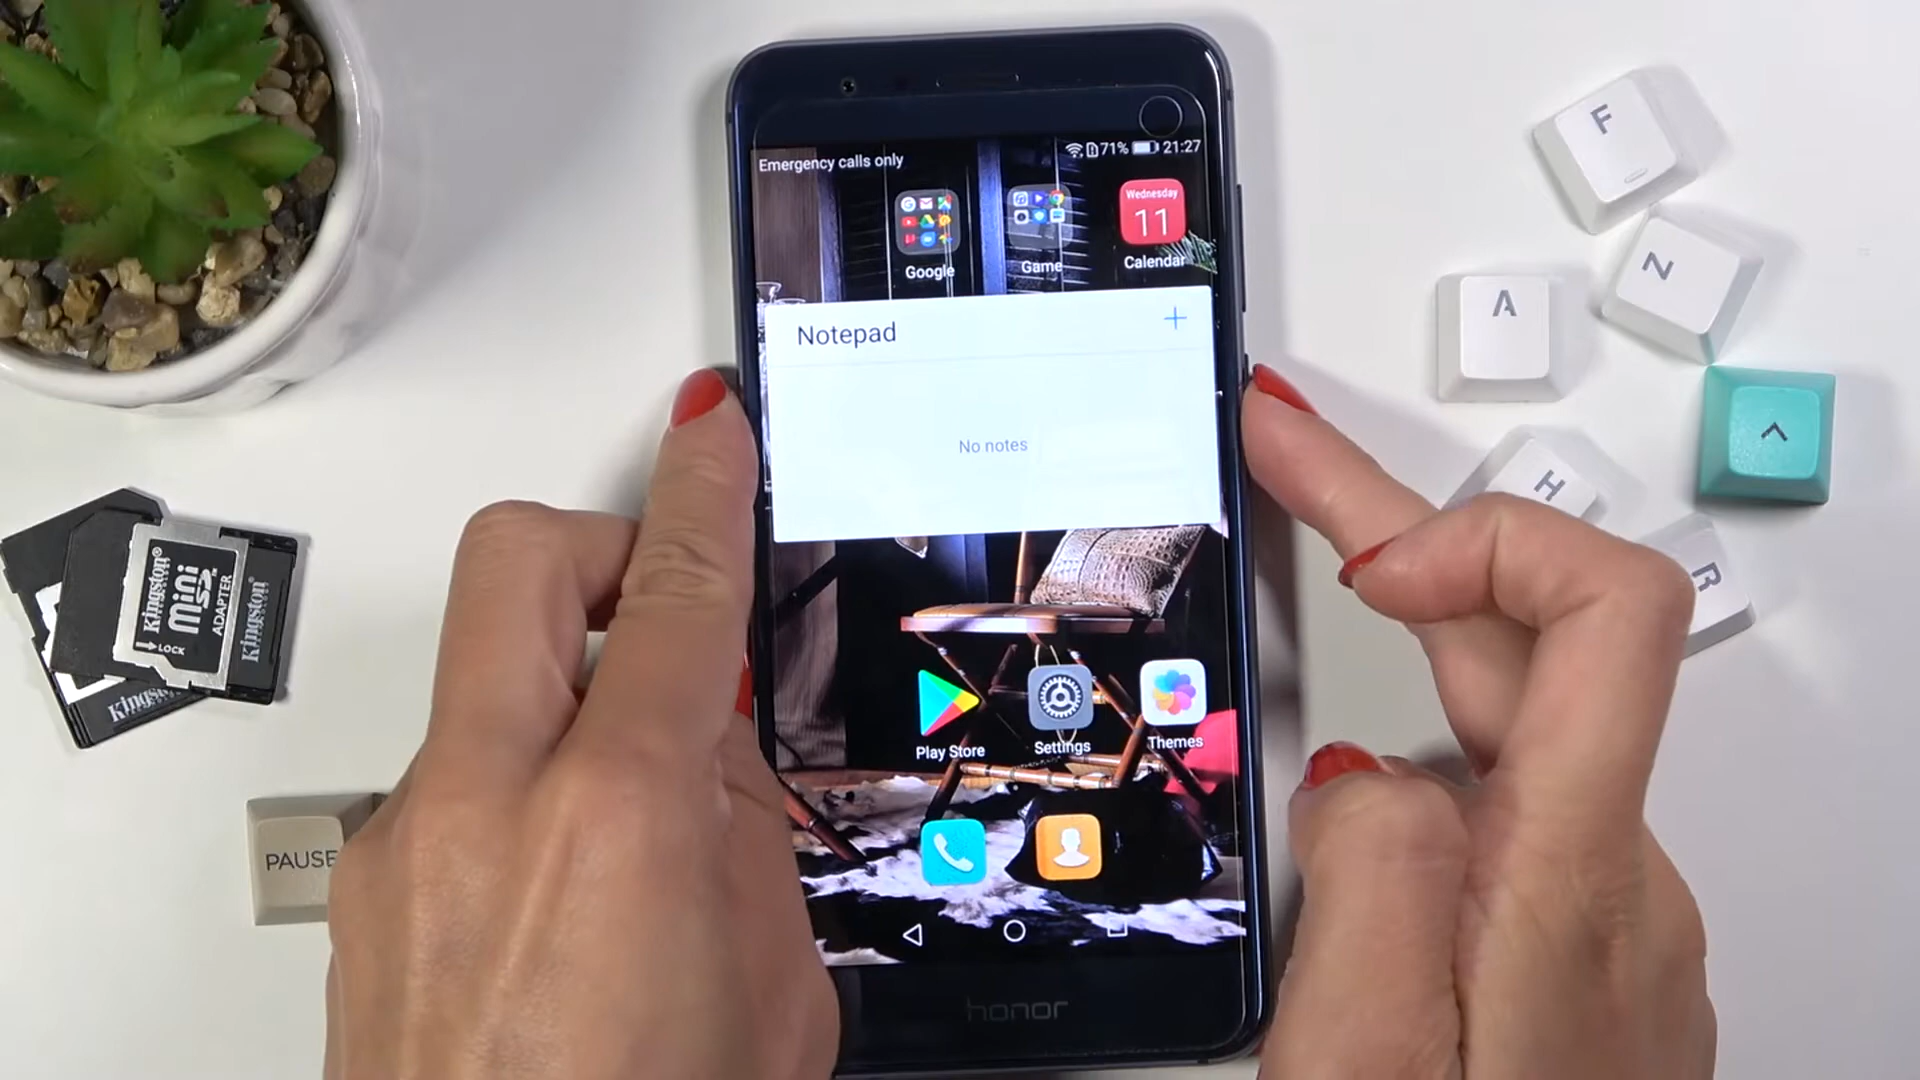 Emergency calls only
71%
21:27
Google
Game
Wednesday
11
Calendar
Notepad
+
No notes
Play Store
Settings
Themes
honor
F
N
A
^
H
R
Kingston®
Mini
SD
ADAPTER
LOCK
Kingston
Kingston
PAUSE